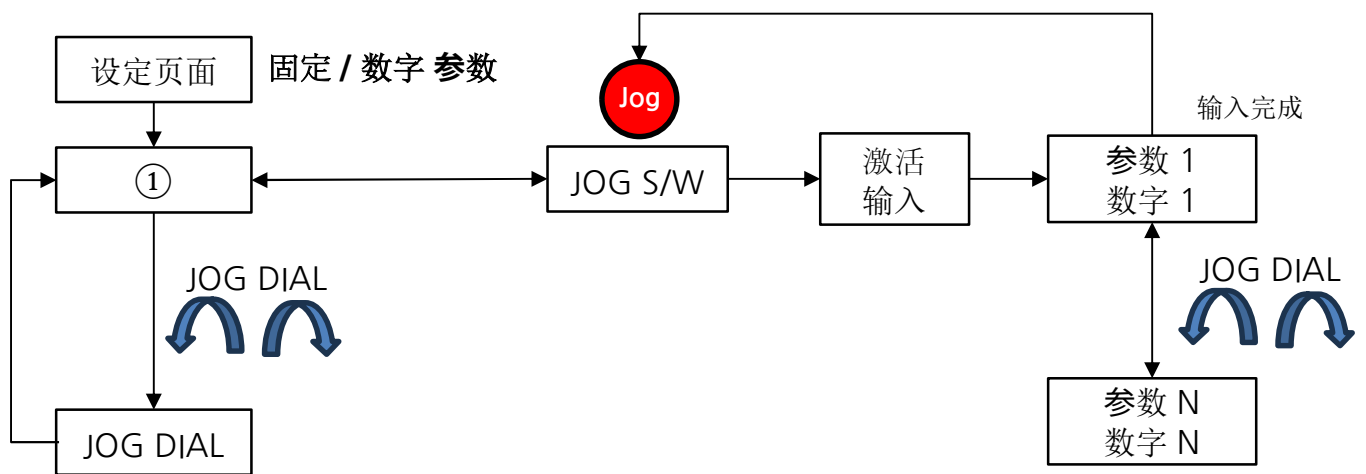 设定页面
固定 / 数字 参数
Jog
输入完成
①
JOG S/W
激活
输入
参数 1
数字 1
JOG DIAL
JOG DIAL
JOG DIAL
参数 N
数字 N